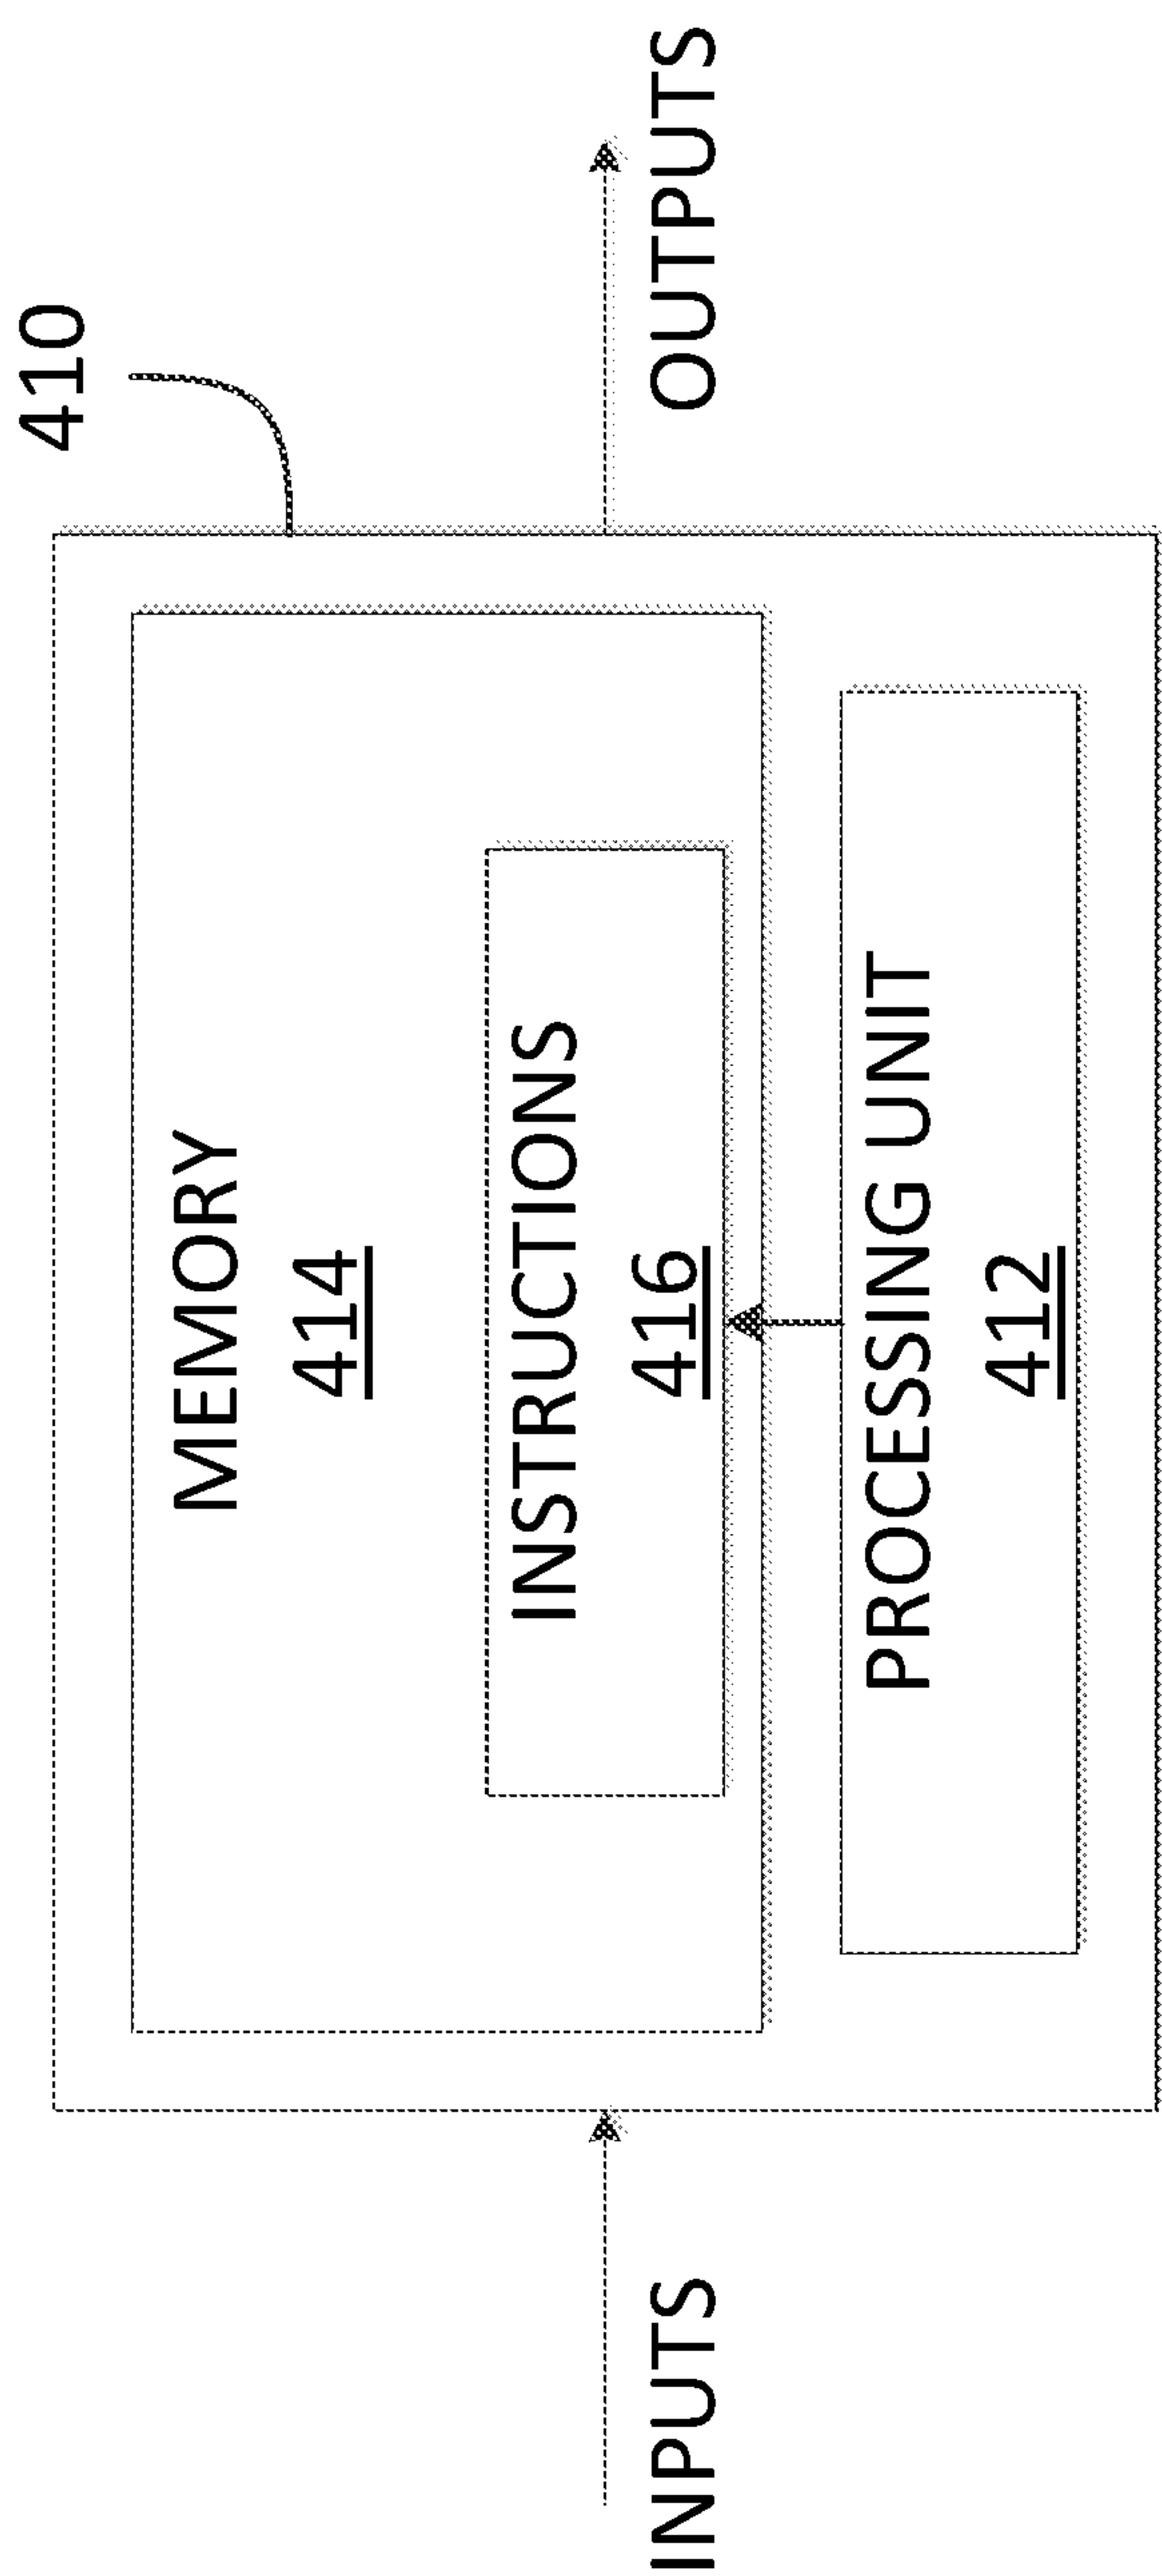 410
MEMORY
414
INSTRUCTIONS
416
INPUTS
OUTPUTS
PROCESSING UNIT
412